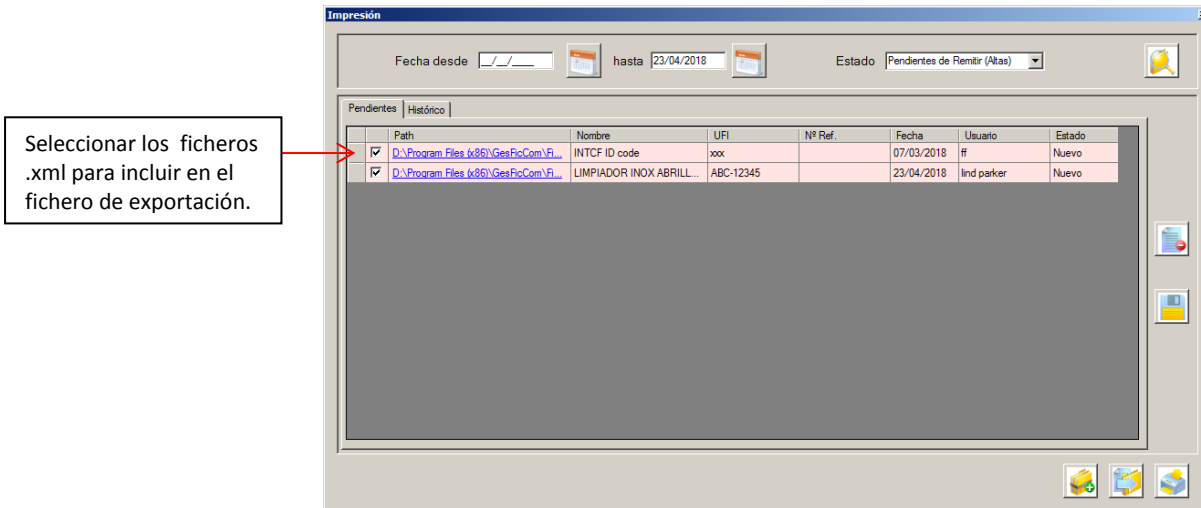 Impresión
Fecha desde __/__/____ hasta 23/04/2018 Estado Pendientes de Remitir (Altas)
Pendientes Histórico
Path Nombre UFI Nº Ref. Fecha Usuario Estado
D:\Program Files (x86)\GesFicCom\Fi... INTCF ID code xxx 07/03/2018 ff Nuevo
D:\Program Files (x86)\GesFicCom\Fi... LIMPIADOR INOX ABRILL... ABC-12345 23/04/2018 lind parker Nuevo
Seleccionar los ficheros
.xml para incluir en el
fichero de exportación.